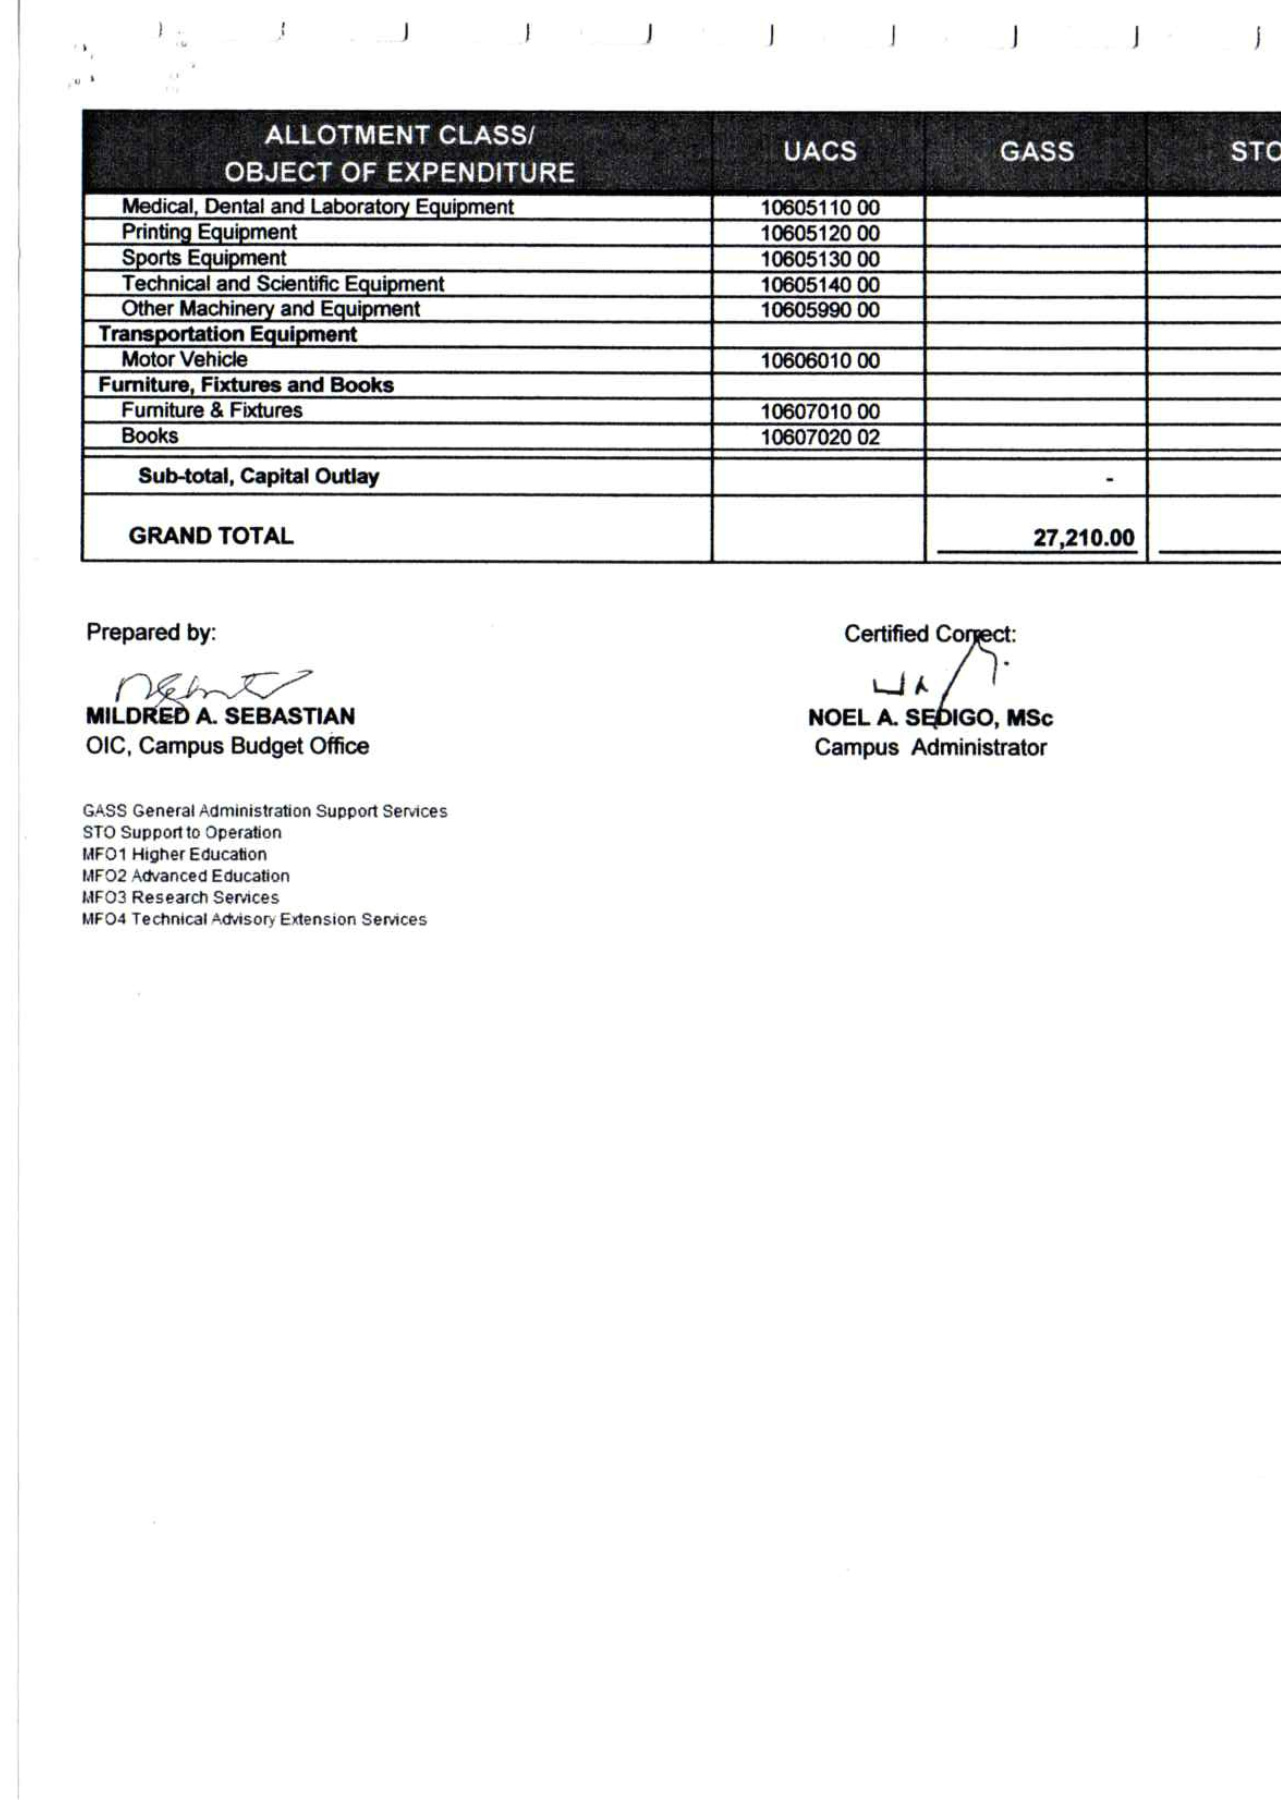 ALLOTMENT CLASS/
OBJECT OF EXPENDITURE UACS GASS STO
Medical, Dental and Laboratory Equipment 10605110 00
Printing Equipment 10605120 00
Sports Equipment 10605130 00
Technical and Scientific Equipment 10605140 00
Other Machinery and Equipment 10605990 00
Transportation Equipment
Motor Vehicle 10606010 00
Furniture, Fixtures and Books
Furniture & Fixtures 10607010 00
Books 10607020 02
Sub-total, Capital Outlay -
GRAND TOTAL 27,210.00
Prepared by: Certified Correct:
MILDRED A. SEBASTIAN NOEL A. SEDIGO, MSc
OIC, Campus Budget Office Campus Administrator
GASS General Administration Support Services
STO Support to Operation
MFO1 Higher Education
MFO2 Advanced Education
MFO3 Research Services
MFO4 Technical Advisory Extension Services